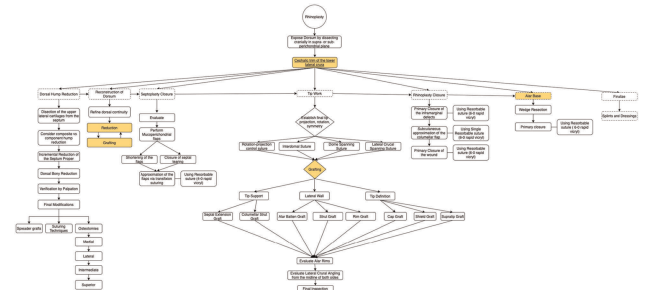 Rhinoplasty
Expose Dorsum by dissecting
cranially in supra- or sub-
perichondrial plane
Cephalic trim of the lower
lateral crura
Dorsal Hump Reduction
Reconstruction of
Dorsum
Septoplasty Closure
Tip Work
Rhinoplasty Closure
Alar Base
Finalise
Dissection of the upper
lateral cartilages from the
septum
Consider composite vs
component hump
reduction
Incremental Reduction of
the Septum Proper
Dorsal Bony Reduction
Verification by Palpation
Final Modifications
Spreader grafts
Suturing
Techniques
Osteotomies
Medial
Lateral
Intermediate
Superior
Refine dorsal continuity
Reduction
Grafting
Evaluate
Perform
Mucoperichondrial
flaps
Shortening of the
flaps
Closure of septal
tearing
Approximation of the
flaps via transfixion
suturing
Using Resorbable
suture (4-0 rapid
vicryl)
Establish final tip
projection, rotation,
symmetry
Rotation-projection
control suture
Interdomal Suture
Dome Spanning
Suture
Lateral Crural
Spanning Suture
Grafting
Tip Support
Lateral Wall
Tip Definition
Septal Extension
Graft
Columellar Strut
Graft
Alar Batten Graft
Strut Graft
Rim Graft
Cap Graft
Shield Graft
Supratip Graft
Evaluate Alar Rims
Evaluate Lateral Crural Angling
from the midline of both sides
Final Inspection
Primary Closure of
the inframarginal
defects
Using Resorbable
suture (6-0 rapid
vicryl)
Subcutaneous
approximation of the
columellar flap
Using Single
Resorbable suture
(6-0 rapid vicryl)
Primary Closure of
the wound
Using Resorbable
suture (6-0 rapid
vicryl)
Wedge Resection
Primary closure
Using Resorbable
suture (6-0 rapid
vicryl)
Splints and Dressings